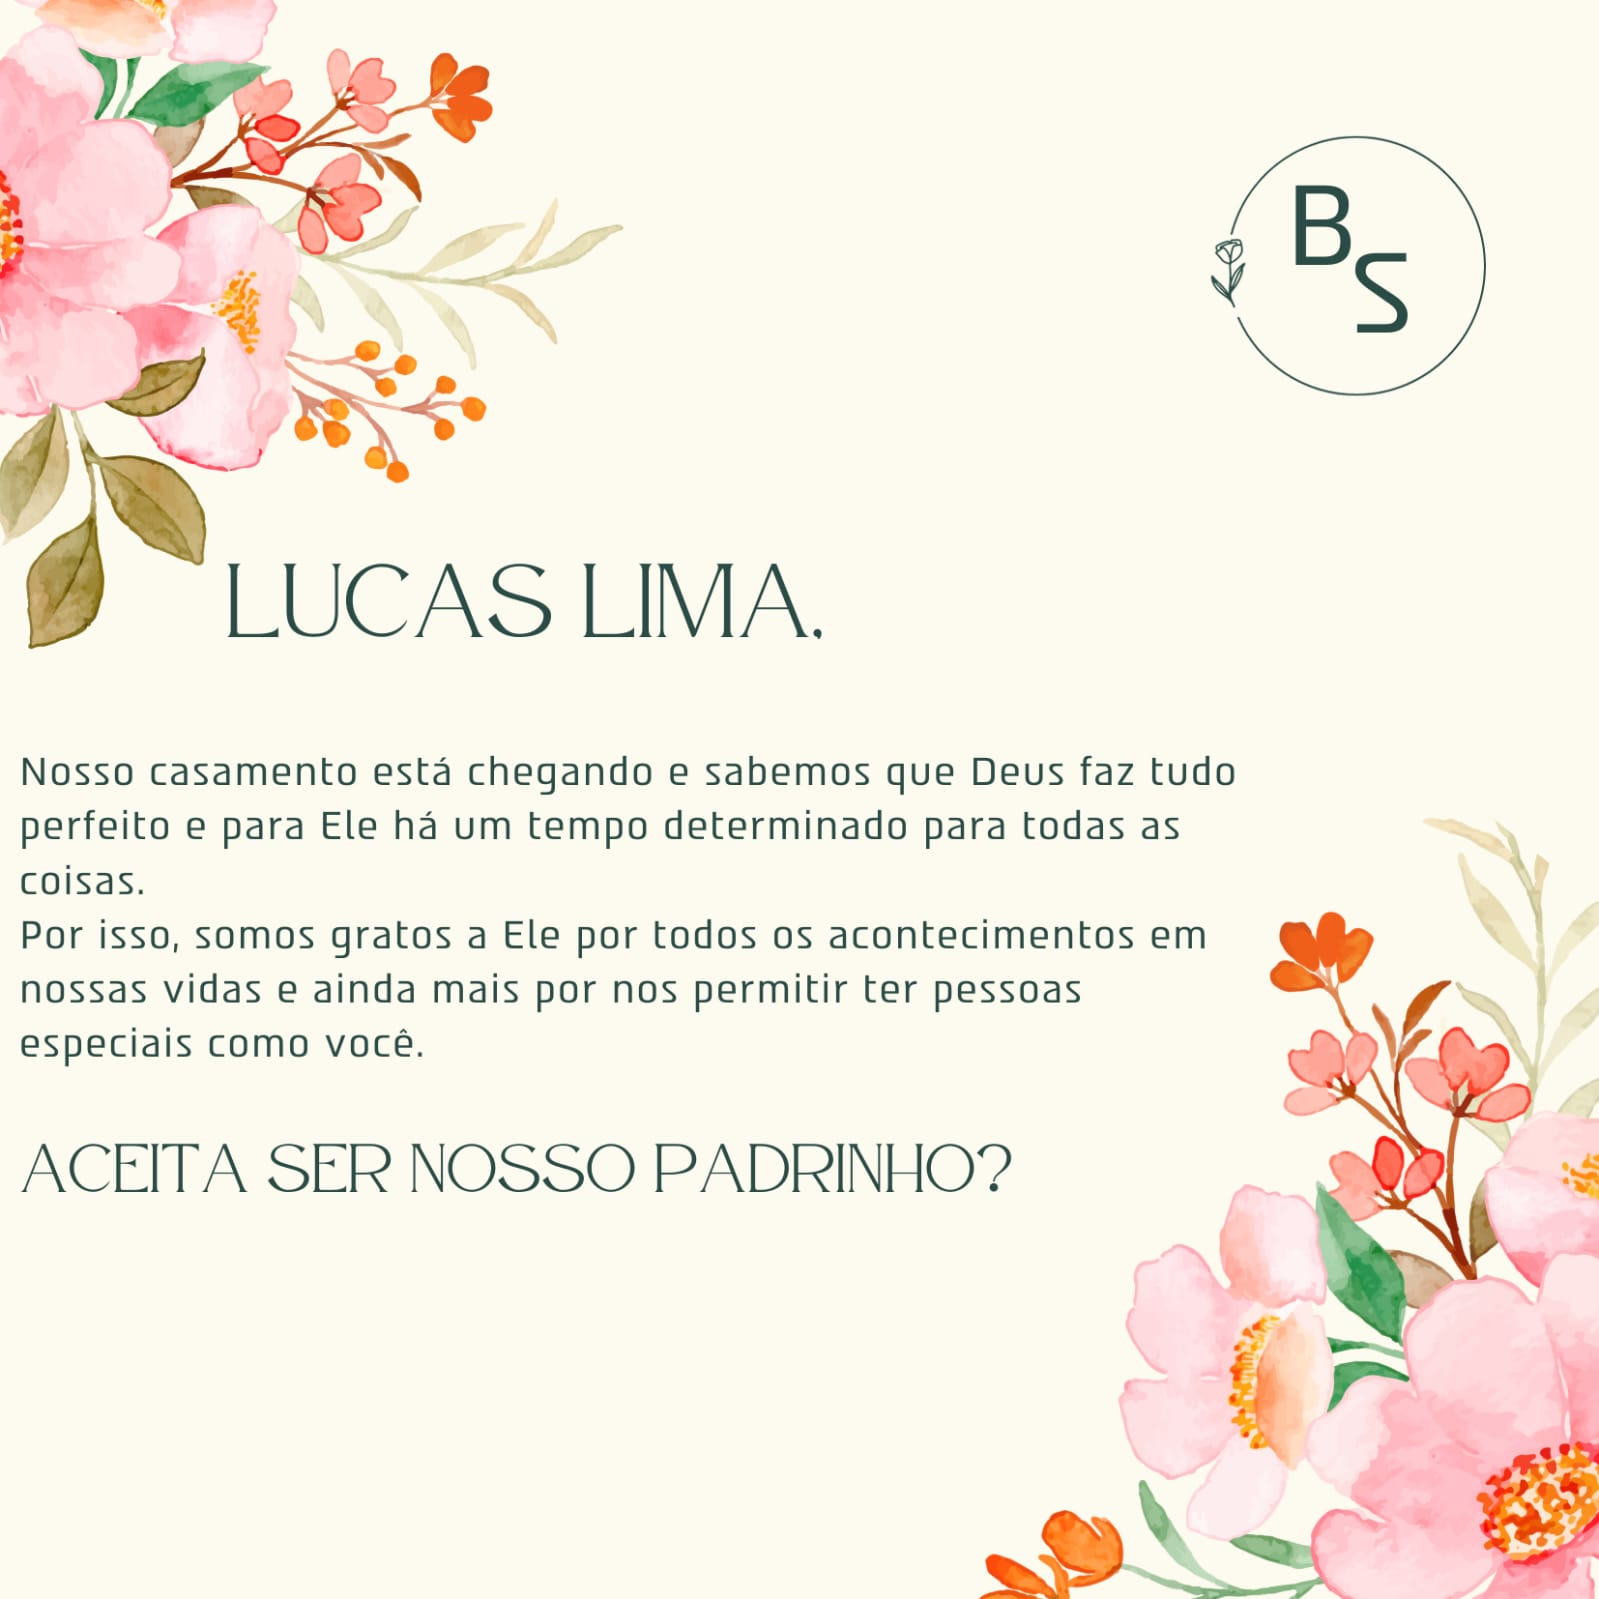 B
S
LUCAS LIMA,
Nosso casamento está chegando e sabemos que Deus faz tudo
perfeito e para Ele há um tempo determinado para todas as
coisas.
Por isso, somos gratos a Ele por todos os acontecimentos em
nossas vidas e ainda mais por nos permitir ter pessoas
especiais como você.
ACEITA SER NOSSO PADRINHO?